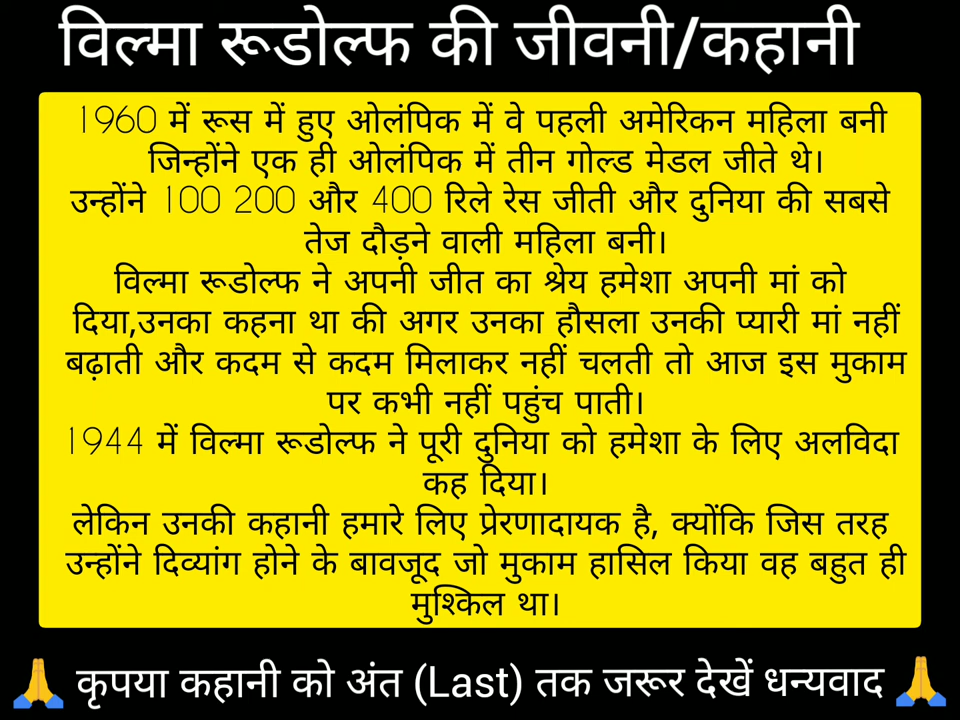 विल्मा रूडोल्फ की जीवनी/कहानी
1960 में रूस में हुए ओलंपिक में वे पहली अमेरिकन महिला बनी
जिन्होंने एक ही ओलंपिक में तीन गोल्ड मेडल जीते थे।
उन्होंने 100 200 और 400 रिले रेस जीती और दुनिया की सबसे
तेज दौड़ने वाली महिला बनी।
विल्मा रूडोल्फ ने अपनी जीत का श्रेय हमेशा अपनी मां को
दिया,उनका कहना था की अगर उनका हौसला उनकी प्यारी मां नहीं
बढ़ाती और कदम से कदम मिलाकर नहीं चलती तो आज इस मुकाम
पर कभी नहीं पहुंच पाती।
1944 में विल्मा रूडोल्फ ने पूरी दुनिया को हमेशा के लिए अलविदा
कह दिया।
लेकिन उनकी कहानी हमारे लिए प्रेरणादायक है, क्योंकि जिस तरह
उन्होंने दिव्यांग होने के बावजूद जो मुकाम हासिल किया वह बहुत ही
मुश्किल था।
🙏 कृपया कहानी को अंत (Last) तक जरूर देखें धन्यवाद 🙏